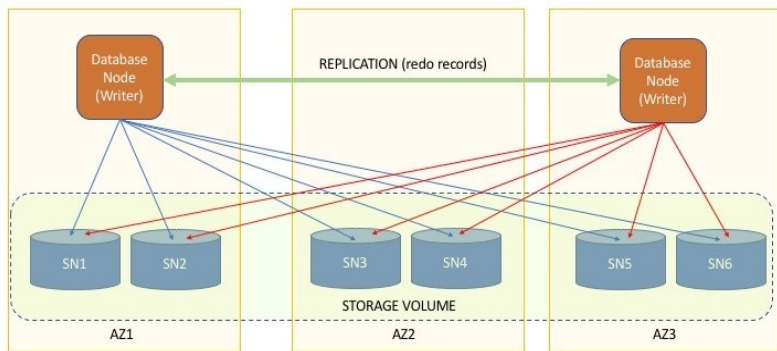 Database
Node
(Writer)
REPLICATION (redo records)
Database
Node
(Writer)
SN1
SN2
SN3
SN4
SN5
SN6
STORAGE VOLUME
AZ1
AZ2
AZ3